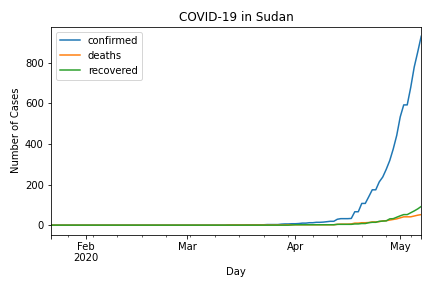 COVID-19 in Sudan
confirmed
deaths
recovered
Number of Cases
800
600
400
200
0
Feb
2020
Mar
Apr
May
Day